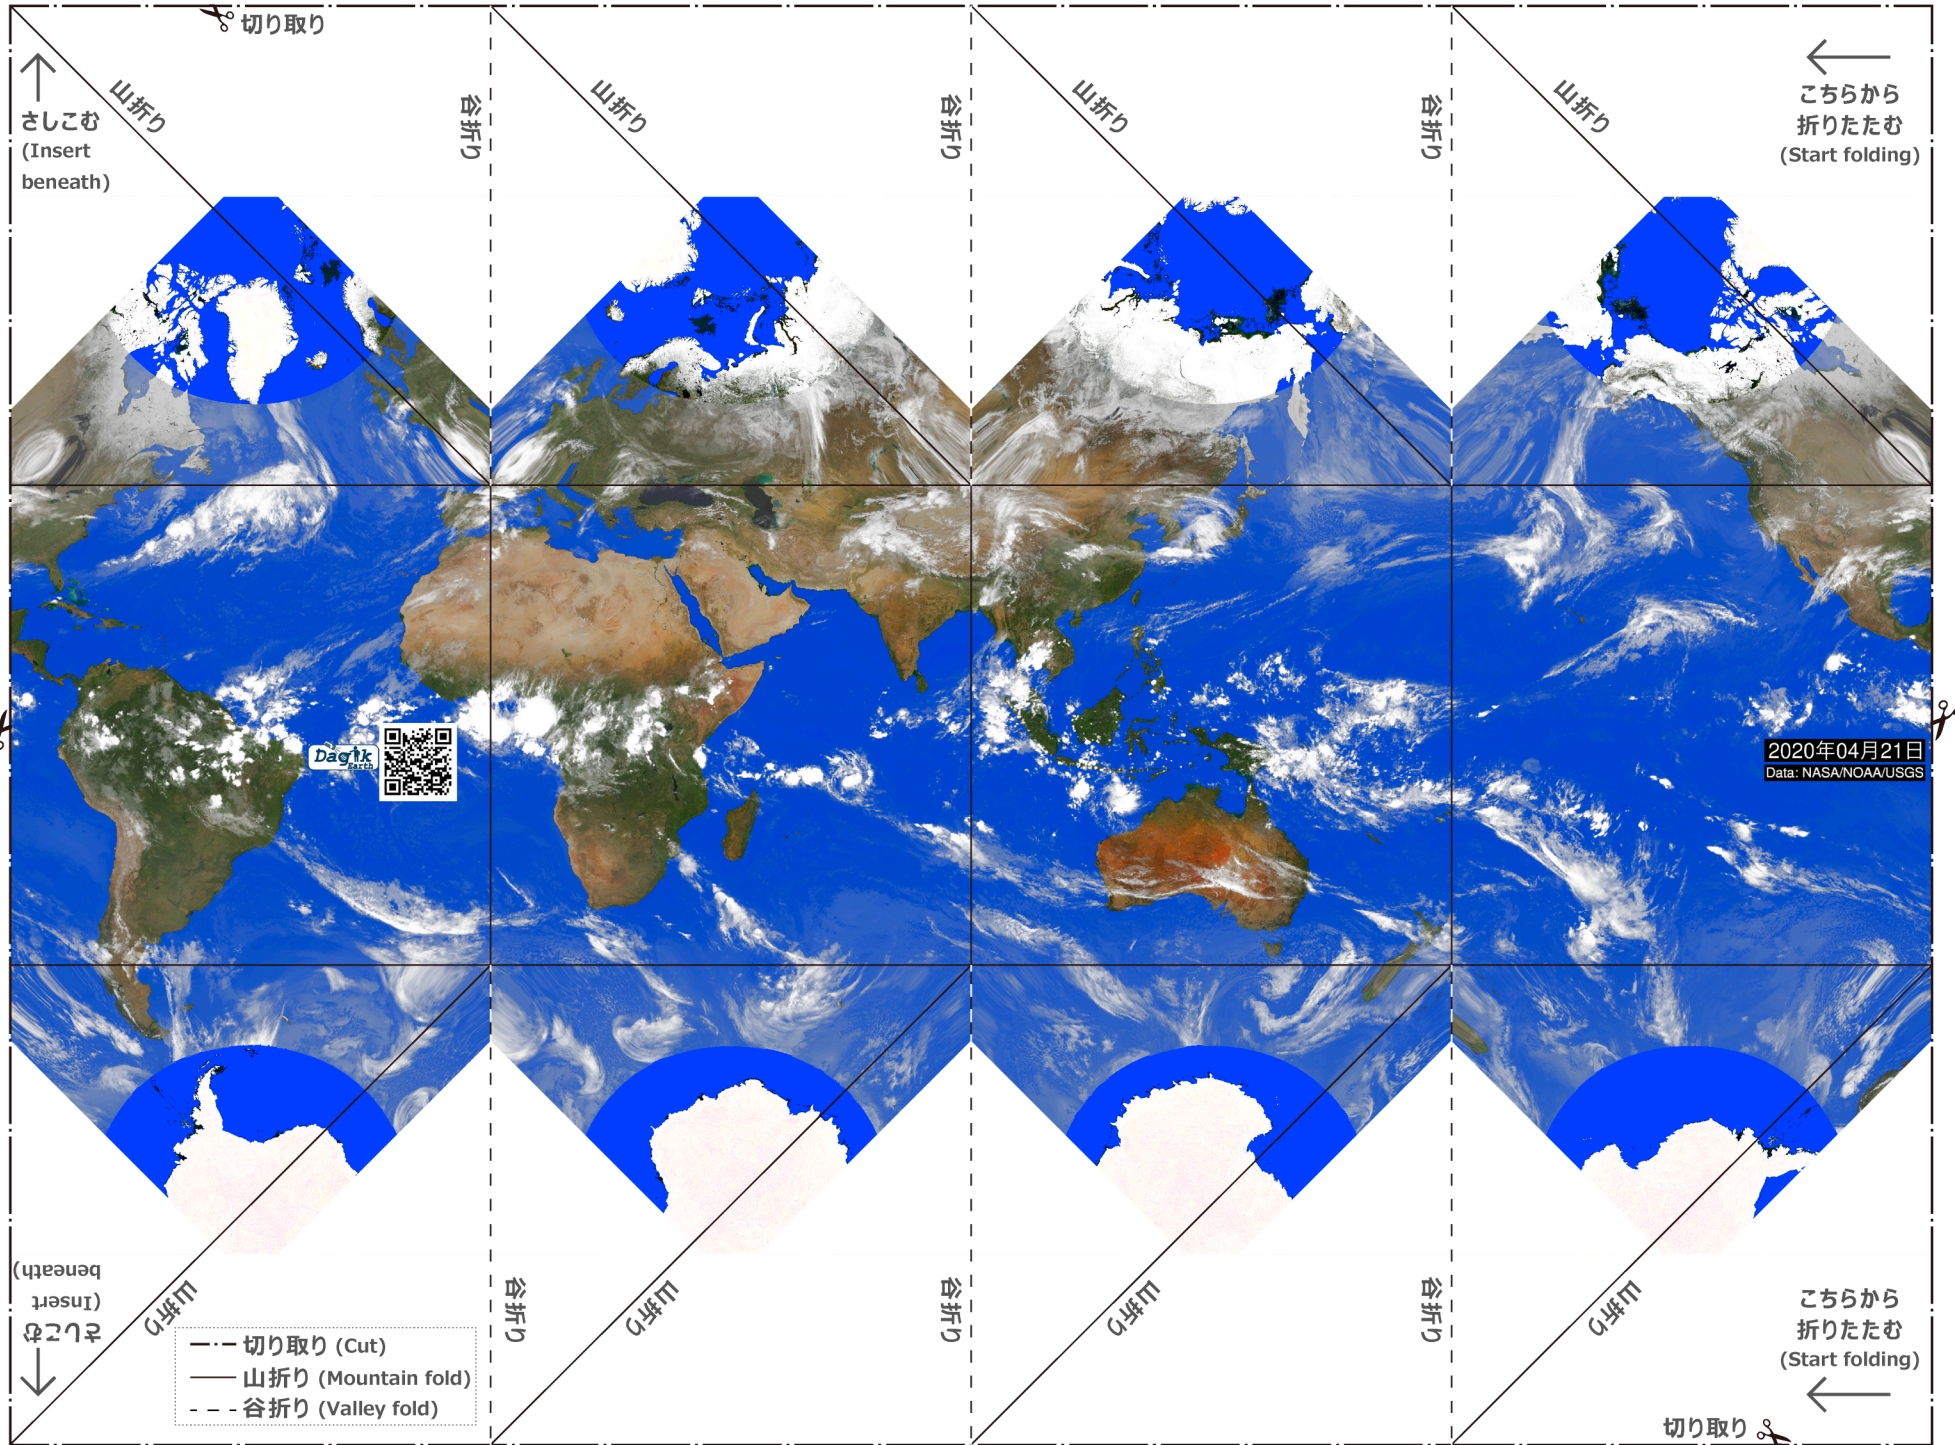 切り取り
さしこむ
(Insert
beneath)
山折り
谷折り
山折り
谷折り
山折り
谷折り
山折り
こちらから
折りたたむ
(Start folding)
Dagik
Earth
2020年04月21日
Data: NASA/NOAA/USGS
さしこむ
(Insert
beneath)
山折り
谷折り
山折り
谷折り
山折り
谷折り
山折り
こちらから
折りたたむ
(Start folding)
切り取り (Cut)
山折り (Mountain fold)
谷折り (Valley fold)
切り取り